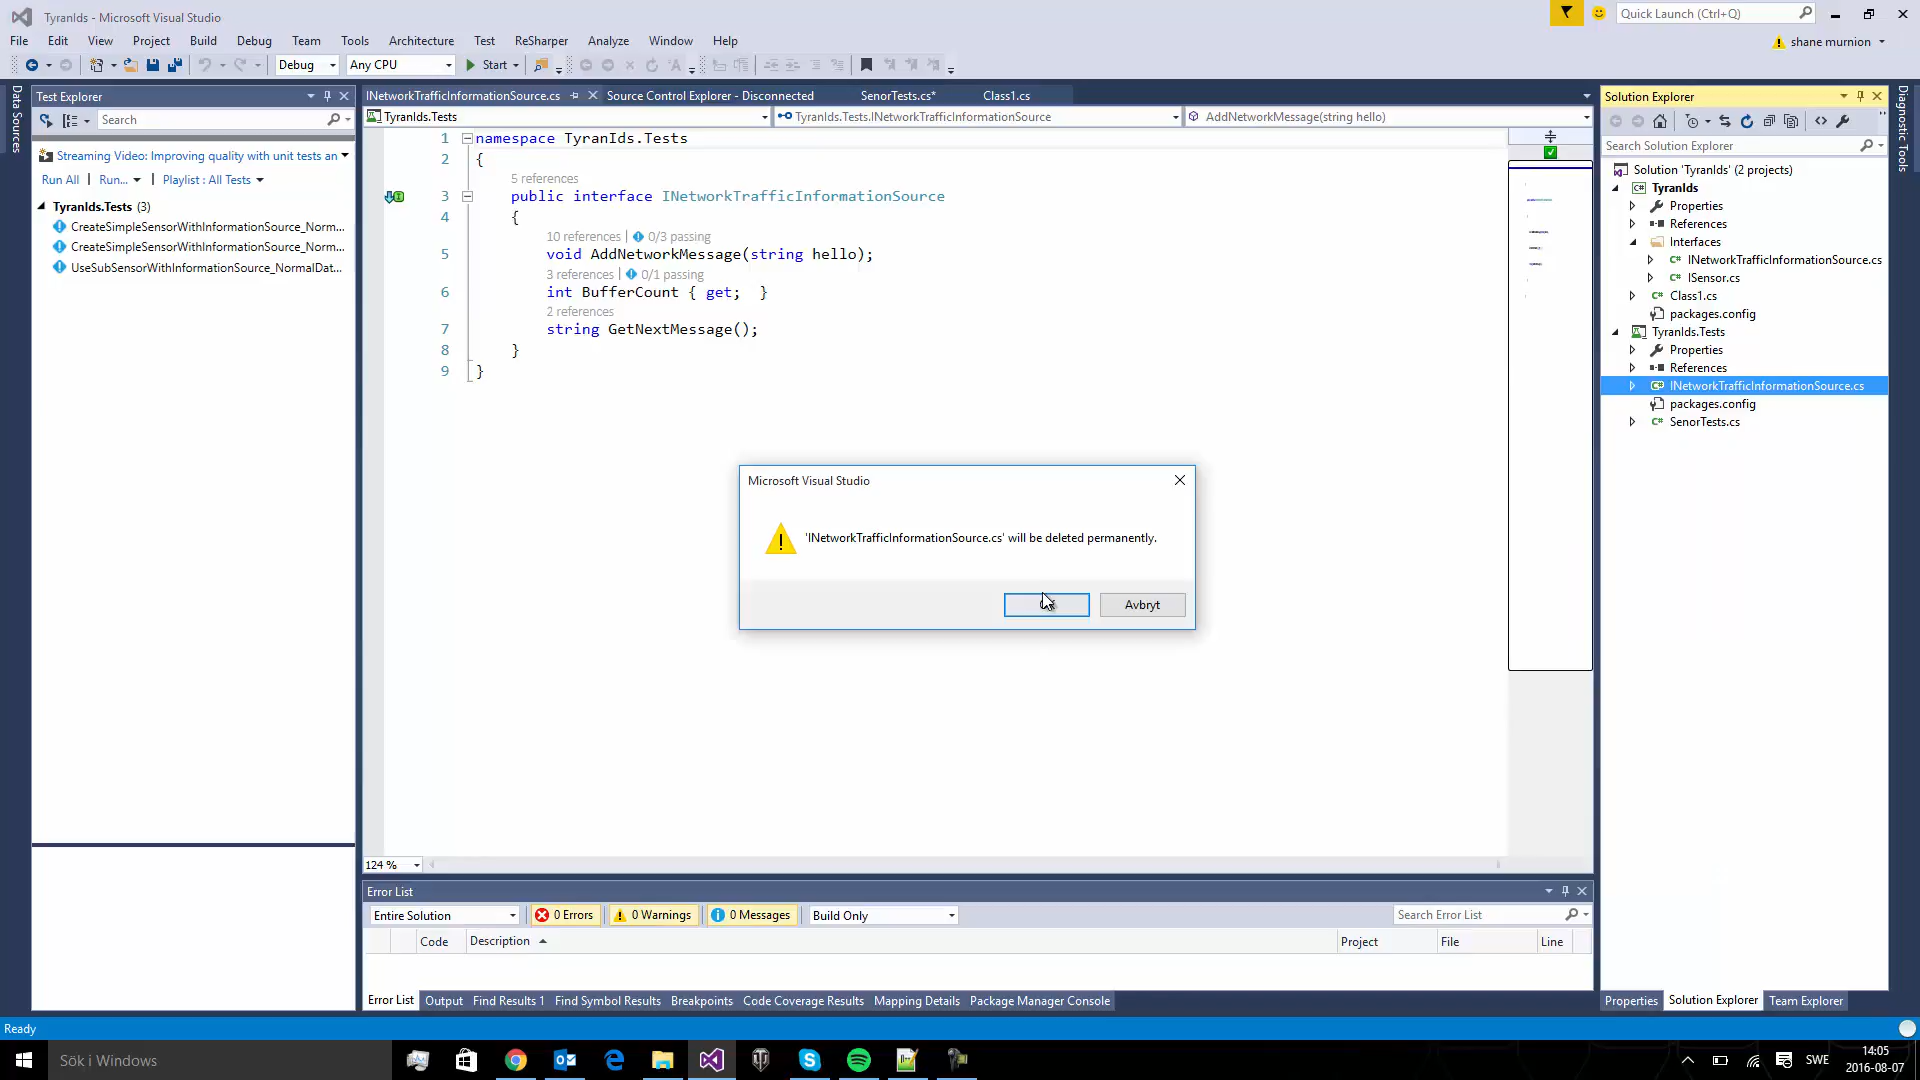 TyranIds - Microsoft Visual Studio
Quick Launch (Ctrl+Q)
File Edit View Project Build Debug Team Tools Architecture Test ReSharper Analyze Window Help
shane murnion
Debug Any CPU Start
Data Sources
Test Explorer
Search
Streaming Video: Improving quality with unit tests an
Run All Run... Playlist : All Tests
TyranIds.Tests (3)
CreateSimpleSensorWithInformationSource_Norm...
CreateSimpleSensorWithInformationSource_Norm...
UseSubSensorWithInformationSource_NormalDat...
INetworkTrafficInformationSource.cs Source Control Explorer - Disconnected SenorTests.cs* Class1.cs
TyranIds.Tests TyranIds.Tests.INetworkTrafficInformationSource AddNetworkMessage(string hello)
1 namespace TyranIds.Tests
2 {
5 references
3 public interface INetworkTrafficInformationSource
4 {
10 references | 0/3 passing
5 void AddNetworkMessage(string hello);
3 references | 0/1 passing
6 int BufferCount { get; }
2 references
7 string GetNextMessage();
8 }
9 }
Microsoft Visual Studio
'INetworkTrafficInformationSource.cs' will be deleted permanently.
Avbryt
124 %
Solution Explorer
Search Solution Explorer
Solution 'TyranIds' (2 projects)
TyranIds
Properties
References
Interfaces
INetworkTrafficInformationSource.cs
ISensor.cs
Class1.cs
packages.config
TyranIds.Tests
Properties
References
INetworkTrafficInformationSource.cs
packages.config
SenorTests.cs
Diagnostic Tools
Error List
Entire Solution 0 Errors 0 Warnings 0 Messages Build Only Search Error List
Code Description Project File Line
Error List Output Find Results 1 Find Symbol Results Breakpoints Code Coverage Results Mapping Details Package Manager Console
Properties Solution Explorer Team Explorer
Ready
Sök i Windows
SWE
14:05
2016-08-07